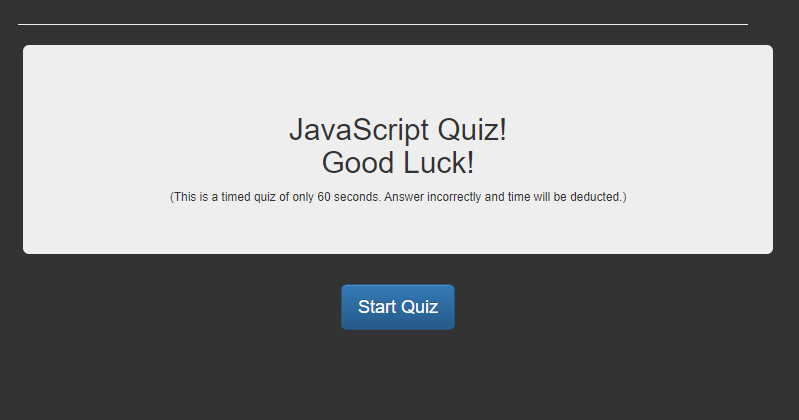 JavaScript Quiz!
Good Luck!
(This is a timed quiz of only 60 seconds. Answer incorrectly and time will be deducted.)
Start Quiz